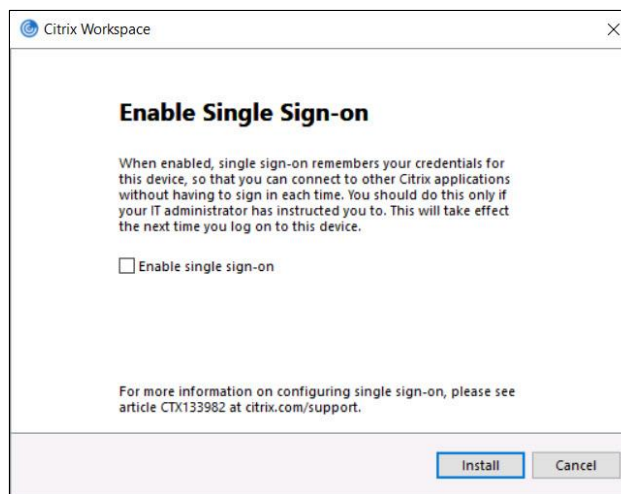 Citrix Workspace
Enable Single Sign-on
When enabled, single sign-on remembers your credentials for
this device, so that you can connect to other Citrix applications
without having to sign in each time. You should do this only if
your IT administrator has instructed you to. This will take effect
the next time you log on to this device.
Enable single sign-on
For more information on configuring single sign-on, please see
article CTX133982 at citrix.com/support.
Install Cancel